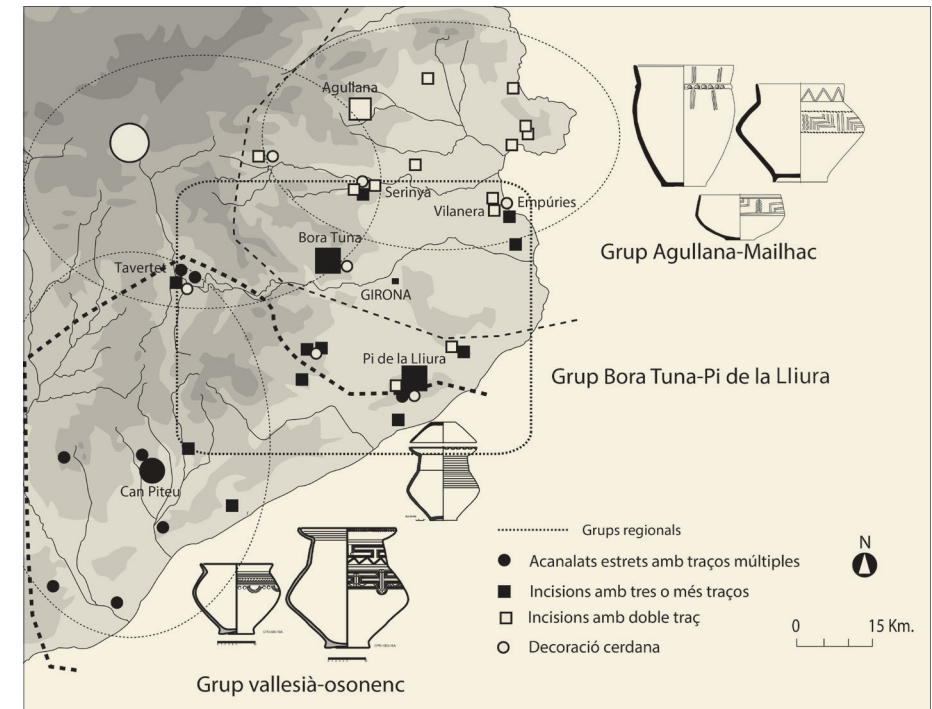 Agullana
Serinyà
Empúries
Vilanera
Bora Tuna
Tavertet
GIRONA
Pi de la Lliura
Can Piteu
Grup Agullana-Mailhac
Grup Bora Tuna-Pi de la Lliura
Grup vallesià-osonenc
Grups regionals
Acanalats estrets amb traços múltiples
Incisions amb tres o més traços
Incisions amb doble traç
Decoració cerdana
N
0 15 Km.